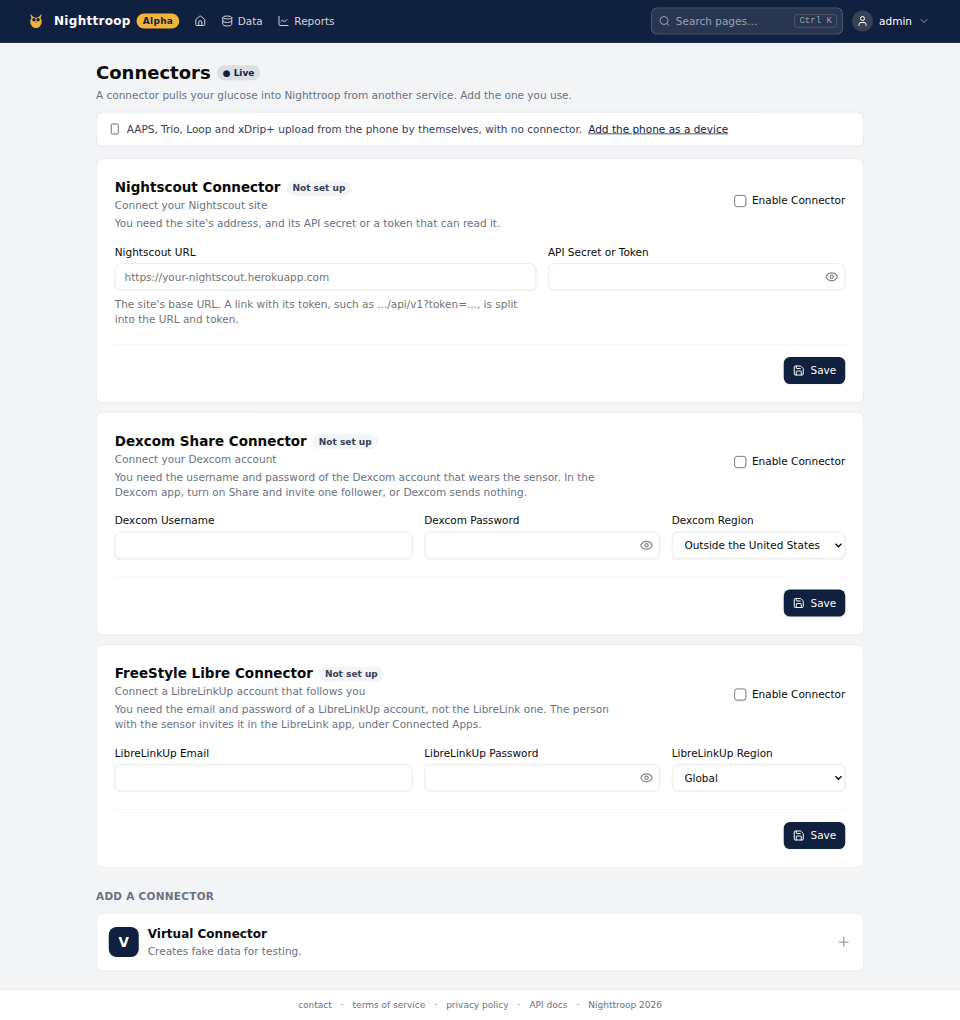 Nighttroop Alpha Data Reports Search pages... Ctrl K admin
Connectors Live
A connector pulls your glucose into Nighttroop from another service. Add the one you use.
AAPS, Trio, Loop and xDrip+ upload from the phone by themselves, with no connector. Add the phone as a device
Nightscout Connector Not set up
Connect your Nightscout site
Enable Connector
You need the site's address, and its API secret or a token that can read it.
Nightscout URL API Secret or Token
https://your-nightscout.herokuapp.com
The site's base URL. A link with its token, such as .../api/v1?token=..., is split
into the URL and token.
Save
Dexcom Share Connector Not set up
Connect your Dexcom account
Enable Connector
You need the username and password of the Dexcom account that wears the sensor. In the
Dexcom app, turn on Share and invite one follower, or Dexcom sends nothing.
Dexcom Username Dexcom Password Dexcom Region
Outside the United States
Save
FreeStyle Libre Connector Not set up
Connect a LibreLinkUp account that follows you
Enable Connector
You need the email and password of a LibreLinkUp account, not the LibreLink one. The person
with the sensor invites it in the LibreLink app, under Connected Apps.
LibreLinkUp Email LibreLinkUp Password LibreLinkUp Region
Global
Save
ADD A CONNECTOR
V Virtual Connector
Creates fake data for testing.
contact · terms of service · privacy policy · API docs · Nighttroop 2026